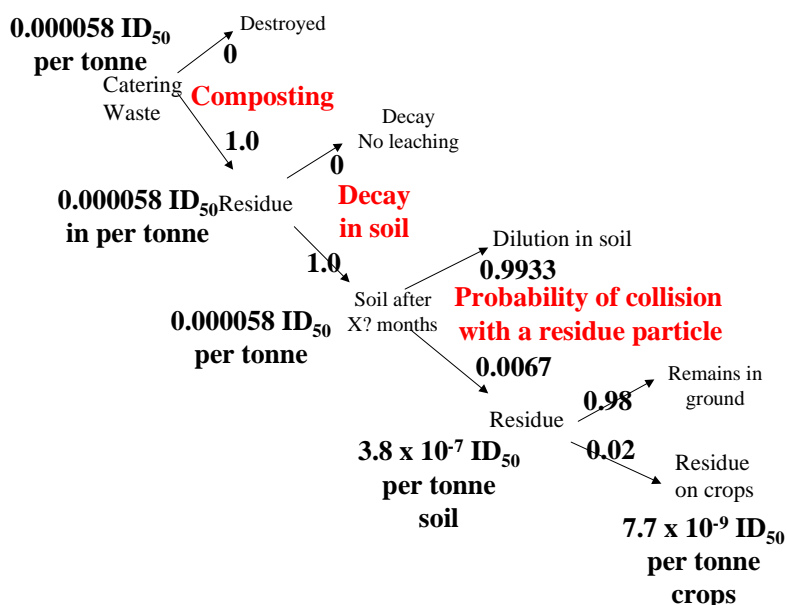 0.000058 ID50
per tonne
Destroyed
0
Catering
Waste
Composting
1.0
Decay
No leaching
0
0.000058 ID50
in per tonne
Residue
Decay
in soil
1.0
Dilution in soil
0.9933
Soil after
X? months
0.000058 ID50
per tonne
Probability of collision
with a residue particle
0.0067
Remains in
ground
0.98
Residue
0.02
3.8 x 10-7 ID50
per tonne
soil
Residue
on crops
7.7 x 10-9 ID50
per tonne
crops